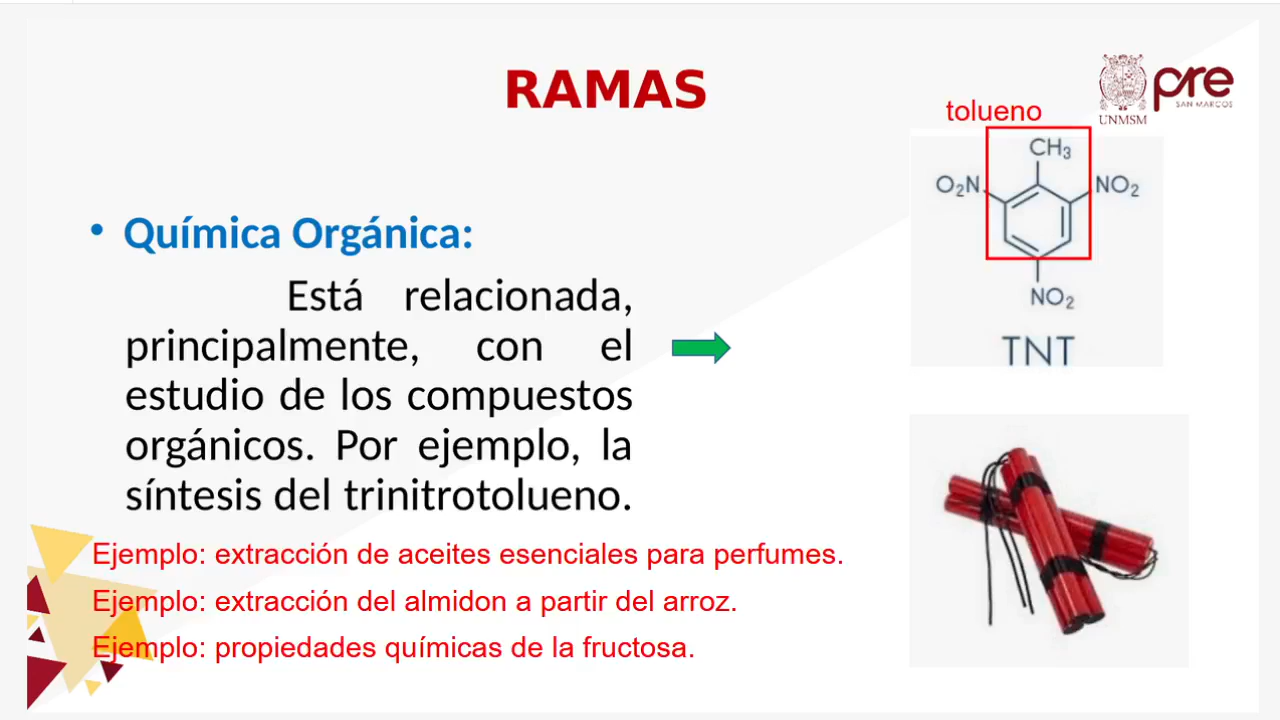 RAMAS
pre
SAN MARCOS
UNMSM
tolueno
CH3
O2N
NO2
NO2
TNT
• Química Orgánica:
Está relacionada,
principalmente, con el
estudio de los compuestos
orgánicos. Por ejemplo, la
síntesis del trinitrotolueno.
Ejemplo: extracción de aceites esenciales para perfumes.
Ejemplo: extracción del almidon a partir del arroz.
Ejemplo: propiedades químicas de la fructosa.